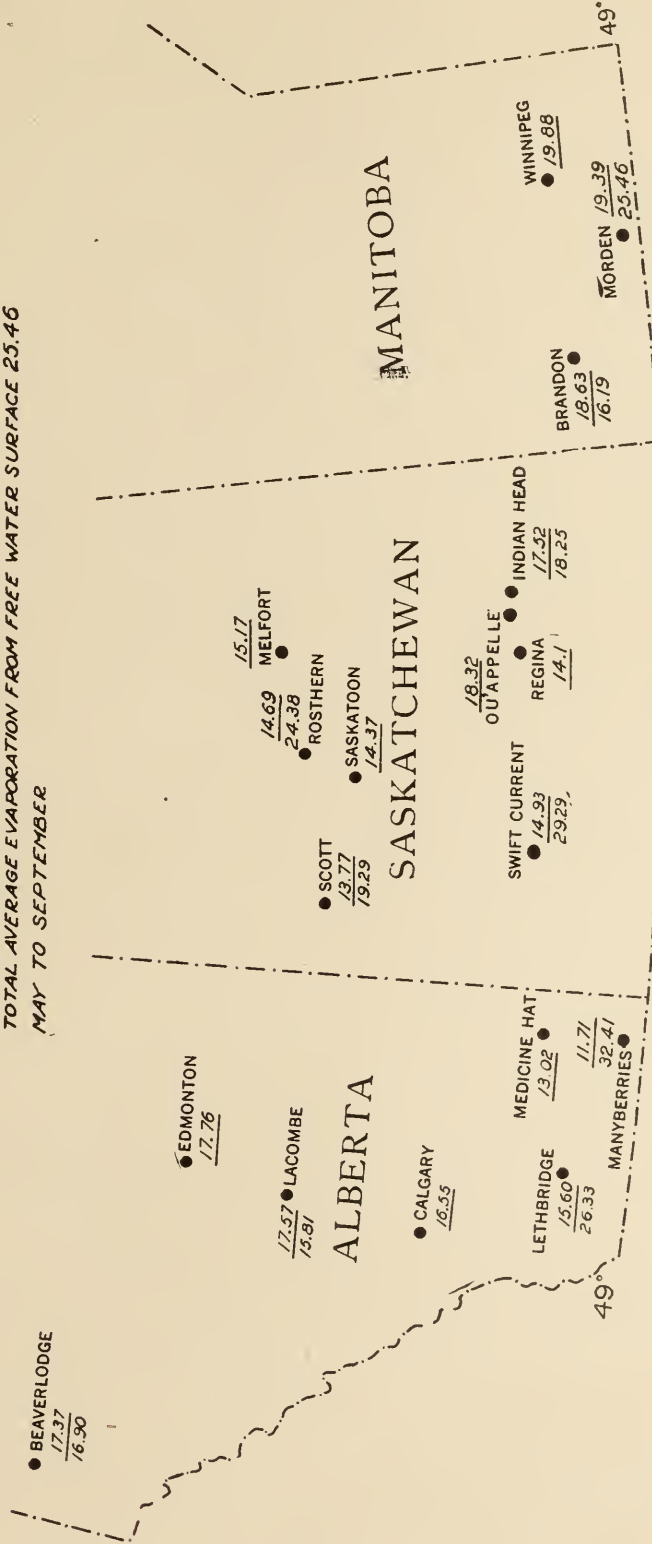 TOTAL AVERAGE EVAPORATION FROM FREE WATER SURFACE 25.46
MAY TO SEPTEMBER
BEAVERLODGE
17.37
16.90
EDMONTON
17.76
17.57
15.81
LACOMBE
ALBERTA
CALGARY
16.55
LETHBRIDGE
15.60
26.33
MEDICINE HAT
13.02
11.71
32.41
MANYBERRIES
49°
SCOTT
13.77
19.29
14.69
24.38
ROSTHERN
15.17
MELFORT
SASKATOON
14.37
SASKATCHEWAN
SWIFT CURRENT
14.93
29.29
18.32
QU'APPELLE
REGINA
14.1
INDIAN HEAD
17.52
18.25
MANITOBA
BRANDON
18.63
16.19
WINNIPEG
19.88
MORDEN
19.39
25.46
49°